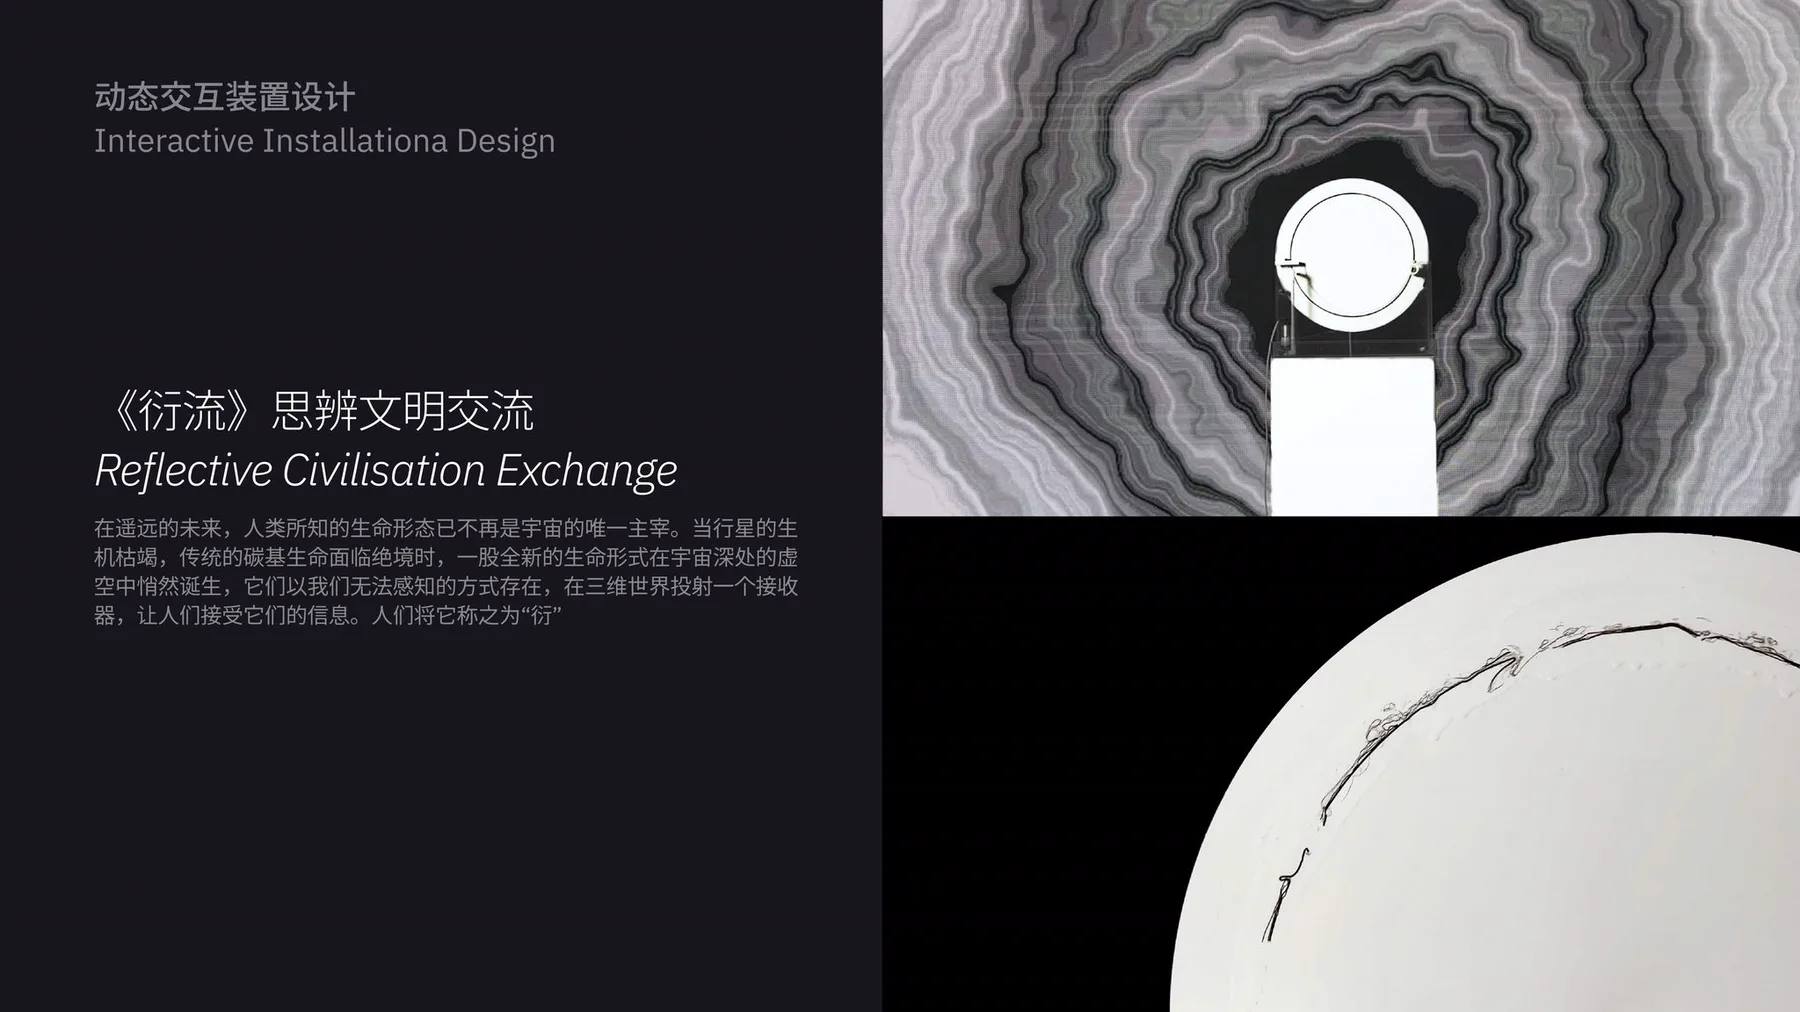 动态交互装置设计
Interactive Installationa Design
《衍流》思辨文明交流
Reflective Civilisation Exchange
在遥远的未来，人类所知的生命形态已不再是宇宙的唯一主宰。当行星的生
机枯竭，传统的碳基生命面临绝境时，一股全新的生命形式在宇宙深处的虚
空中悄然诞生，它们以我们无法感知的方式存在，在三维世界投射一个接收
器，让人们接受它们的信息。人们将它称之为“衍”